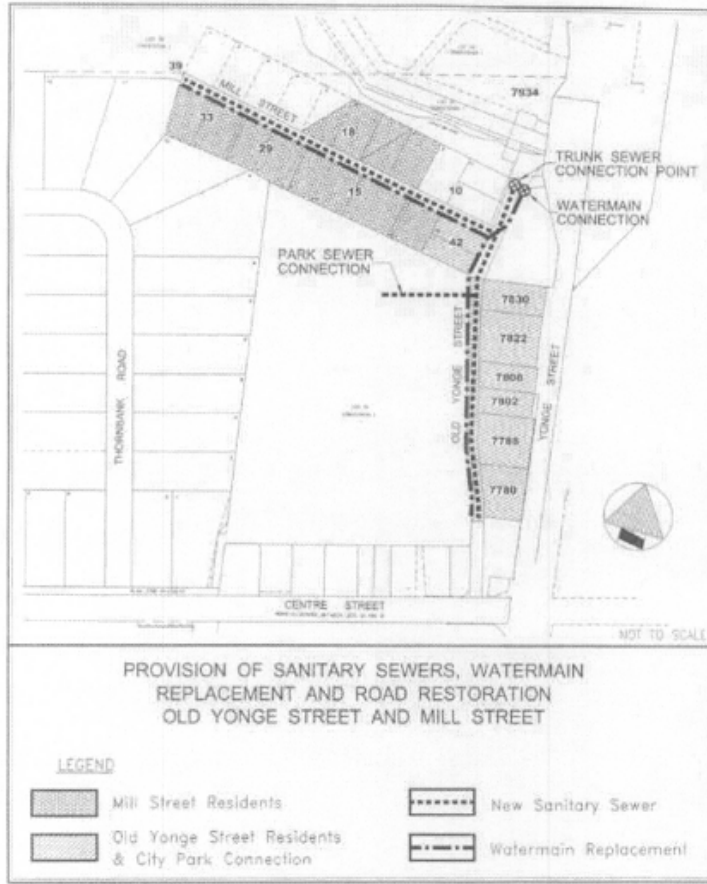 7934
39
MILL STREET
33
18
29
TRUNK SEWER
CONNECTION POINT
15
10
WATERMAIN
CONNECTION
42
PARK SEWER
CONNECTION
7830
OLD YONGE STREET
7822
YONGE STREET
THORNBANK ROAD
7806
7802
7788
7780
CENTRE STREET
NOT TO SCALE
PROVISION OF SANITARY SEWERS, WATERMAIN
REPLACEMENT AND ROAD RESTORATION
OLD YONGE STREET AND MILL STREET
LEGEND
Mill Street Residents
New Sanitary Sewer
Old Yonge Street Residents
& City Park Connection
Watermain Replacement